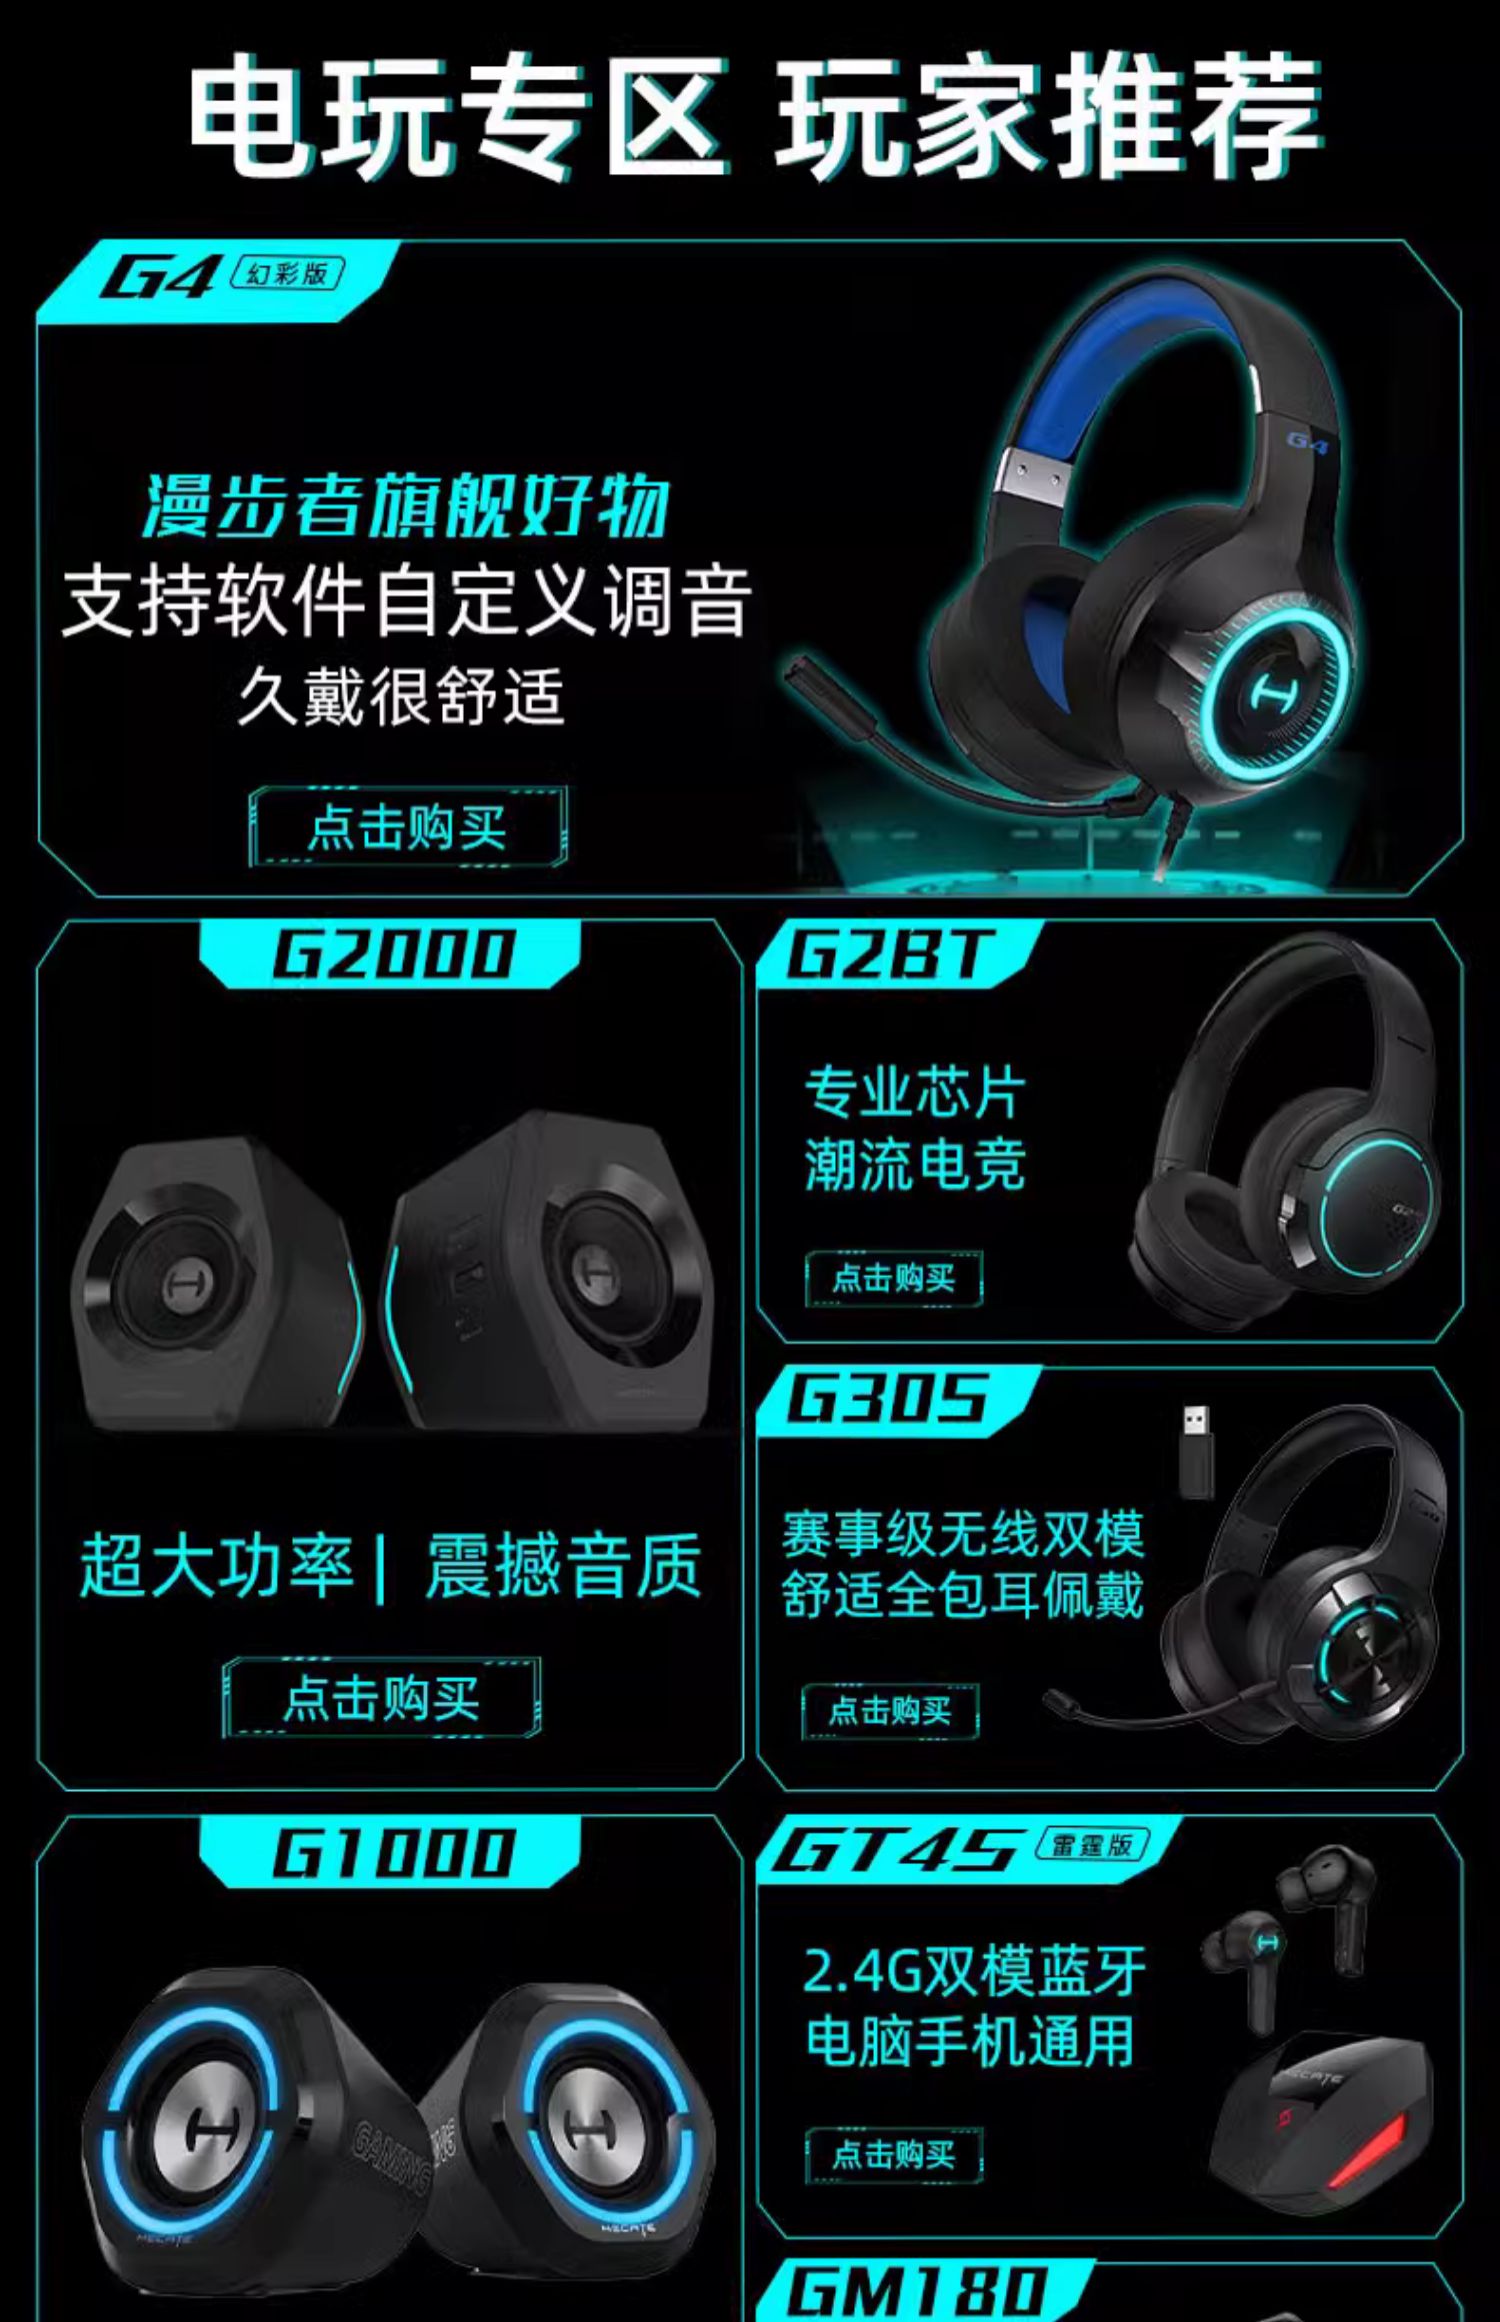 电玩专区 玩家推荐
G4 幻彩版
G4
漫步者旗舰好物
支持软件自定义调音
久戴很舒适
点击购买
G2000
超大功率| 震撼音质
点击购买
G2BT
专业芯片
潮流电竞
点击购买
G30S
赛事级无线双模
舒适全包耳佩戴
点击购买
G1000
GAMING
HECATE
HECATE
GT4S 雷霆版
2.4G双模蓝牙
电脑手机通用
HECATE
点击购买
GM180